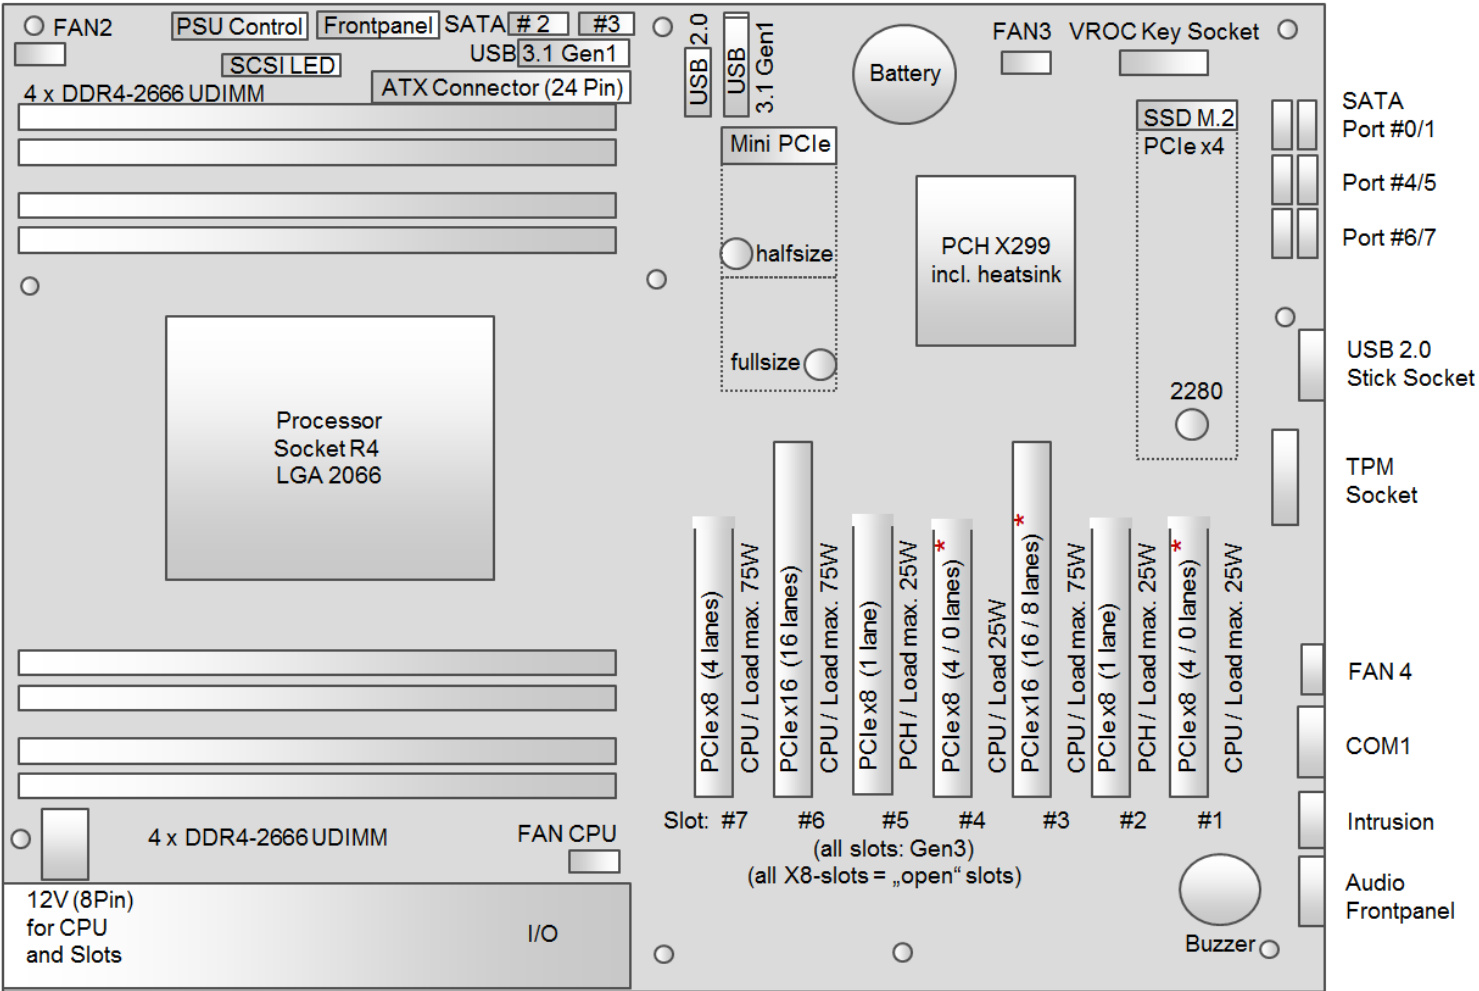 FAN2
PSU Control
Frontpanel
SATA # 2 #3
USB 3.1 Gen1
SCSI LED
ATX Connector (24 Pin)
4 x DDR4-2666 UDIMM
USB 2.0
USB 3.1 Gen1
Battery
FAN3
VROC Key Socket
Mini PCIe
halfsize
fullsize
SSD M.2
PCIe x4
2280
PCH X299
incl. heatsink
SATA
Port #0/1
Port #4/5
Port #6/7
USB 2.0
Stick Socket
TPM
Socket
FAN 4
COM1
Intrusion
Audio
Frontpanel
Processor
Socket R4
LGA 2066
PCIe x8 (4 lanes)
CPU / Load max. 75W
PCIe x16 (16 lanes)
CPU / Load max. 75W
PCIe x8 (1 lane)
PCH / Load max. 25W
PCIe x8 (4 / 0 lanes) *
CPU / Load 25W
PCIe x16 (16 / 8 lanes) *
CPU / Load max. 75W
PCIe x8 (1 lane)
PCH / Load max. 25W
PCIe x8 (4 / 0 lanes) *
CPU / Load max. 25W
Slot: #7 #6 #5 #4 #3 #2 #1
(all slots: Gen3)
(all X8-slots = „open“ slots)
Buzzer
4 x DDR4-2666 UDIMM
FAN CPU
12V (8Pin)
for CPU
and Slots
I/O